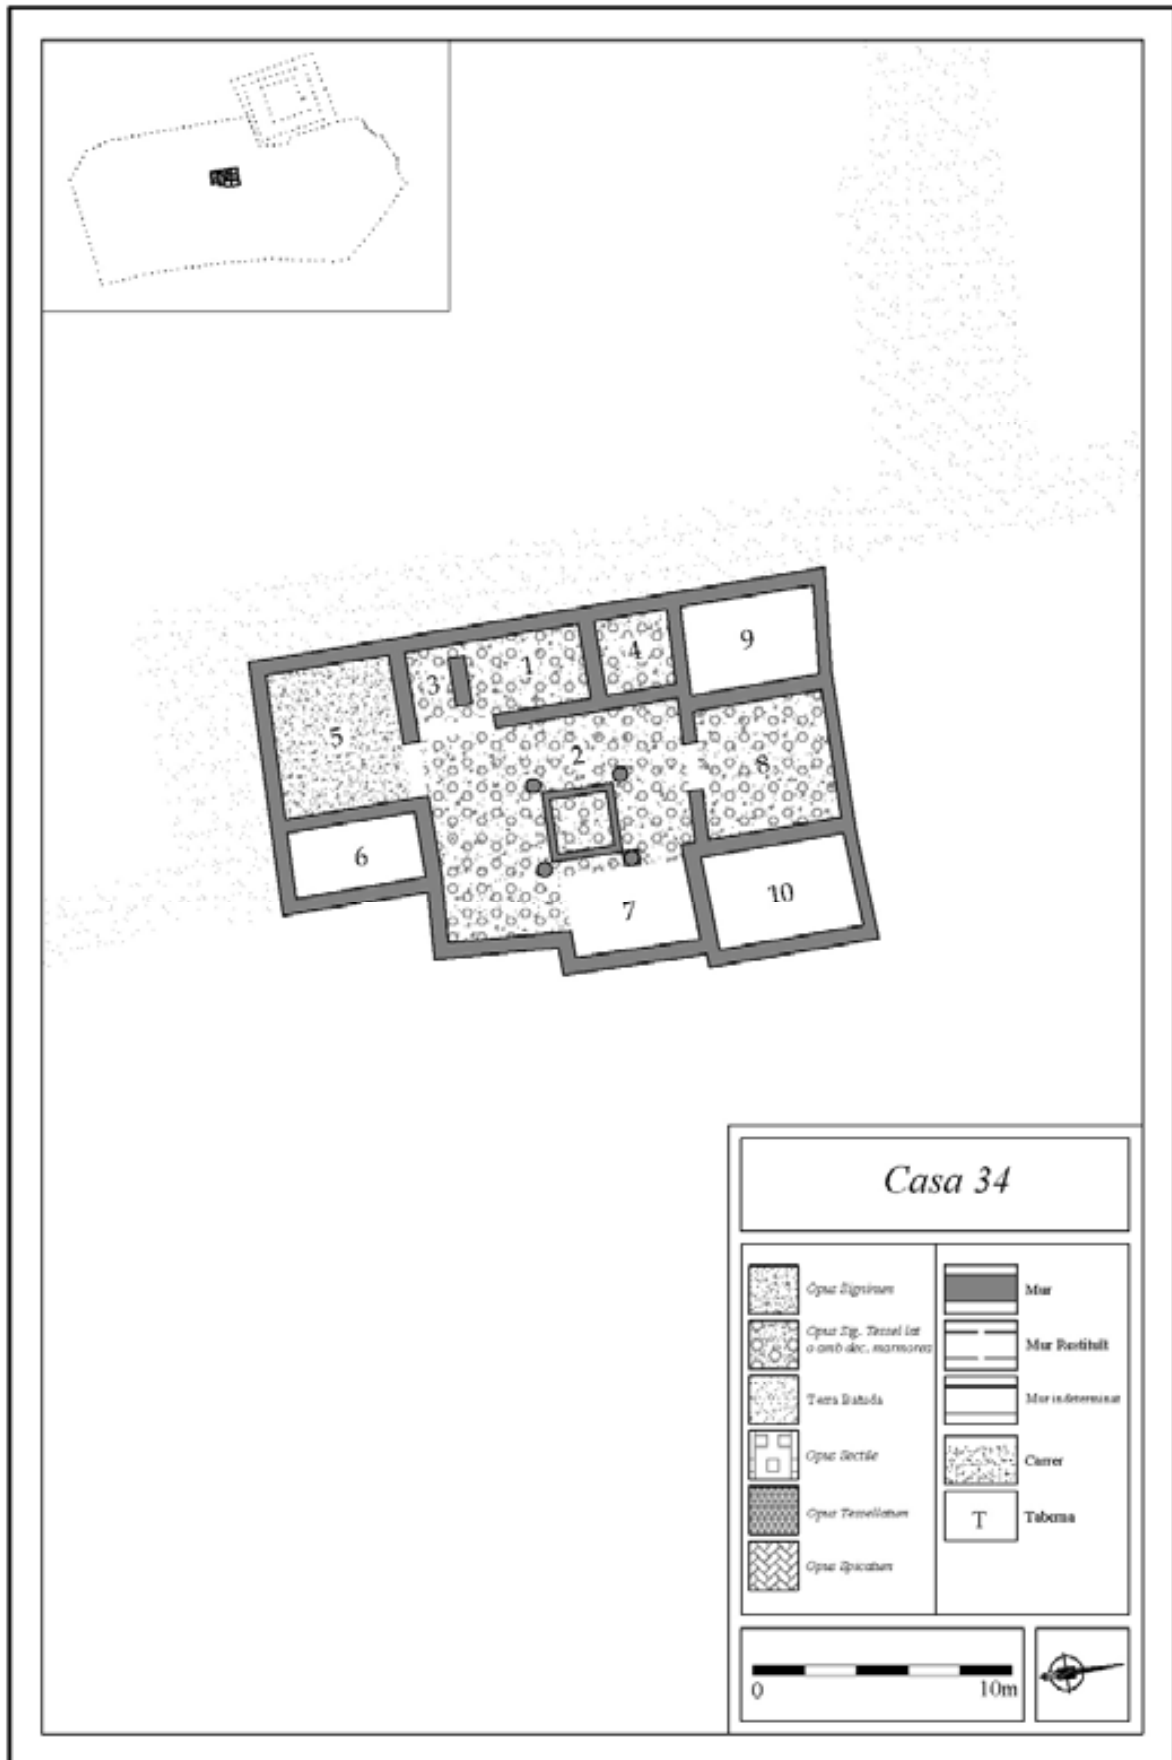 9
4
1
3
5
2
8
6
10
7
Casa 34
Opus Signinum
Opus Sig. Tessel·lat
o amb dec. marmorea
Terra Batuda
Opus Sectile
Opus Tessellatum
Opus Spicatum
Mur
Mur Restituït
Mur indeterminat
Carrer
T
Taberna
0
10m